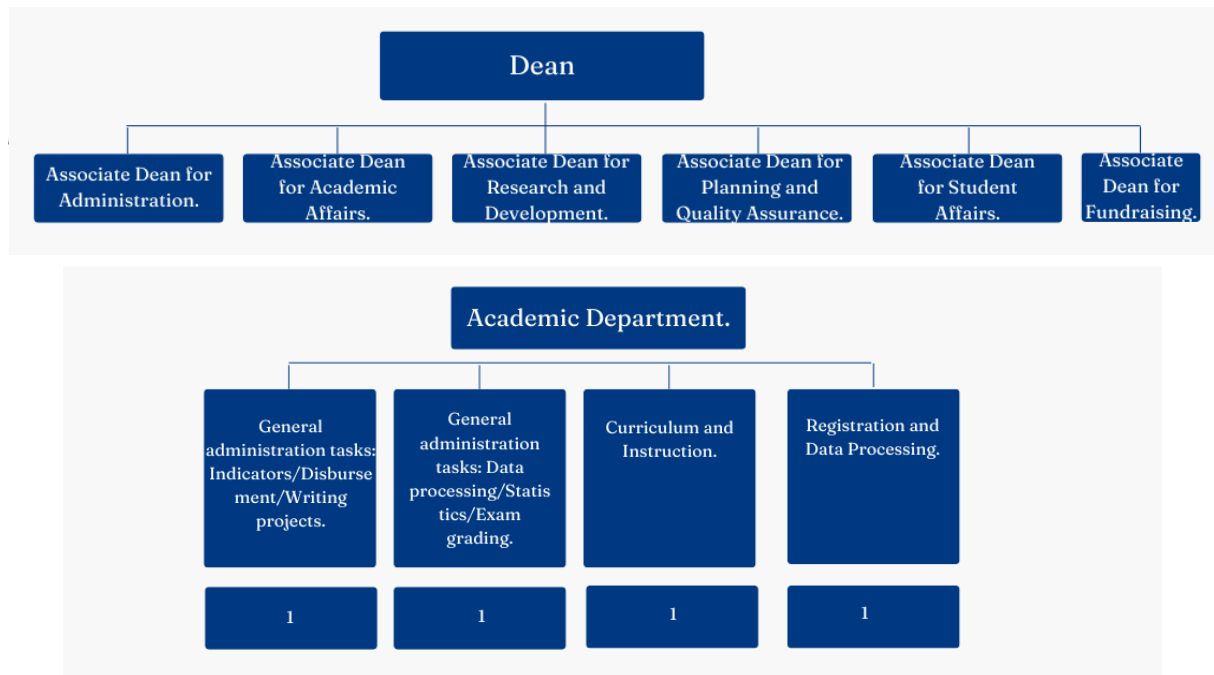 Dean
Associate Dean for
Administration.
Associate Dean
for Academic
Affairs.
Associate Dean for
Research and
Development.
Associate Dean for
Planning and
Quality Assurance.
Associate Dean
for Student
Affairs.
Associate
Dean for
Fundraising.
Academic Department.
General
administration tasks:
Indicators/Disburse
ment/Writing
projects.
General
administration
tasks: Data
processing/Statis
tics/Exam
grading.
Curriculum and
Instruction.
Registration and
Data Processing.
1
1
1
1